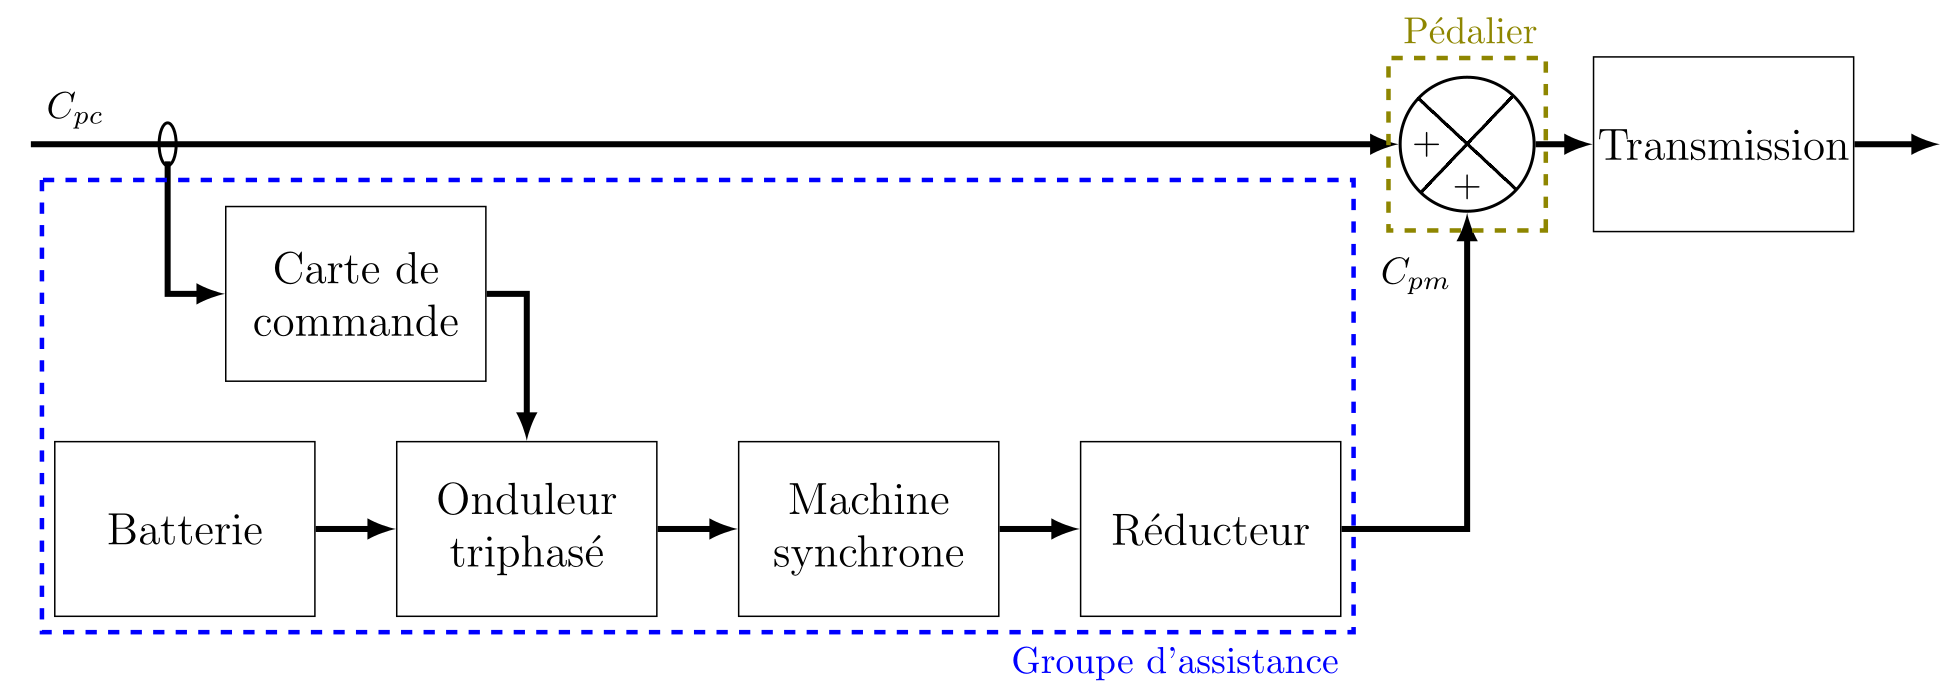 Pédalier
C_{pc}
+
+
Transmission
Carte de
commande
C_{pm}
Batterie
Onduleur
triphasé
Machine
synchrone
Réducteur
Groupe d'assistance